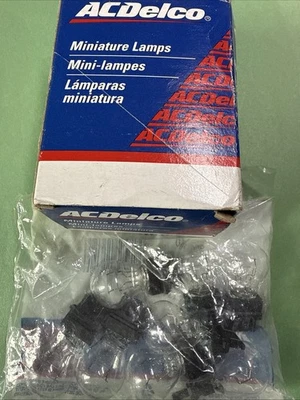 ACDelco®
Miniature Lamps
Mini-lampes
Lámparas
miniatura
ACDelco
ACDelco
ACDelco
ACDelco
ACDelco
Miniature Lamps